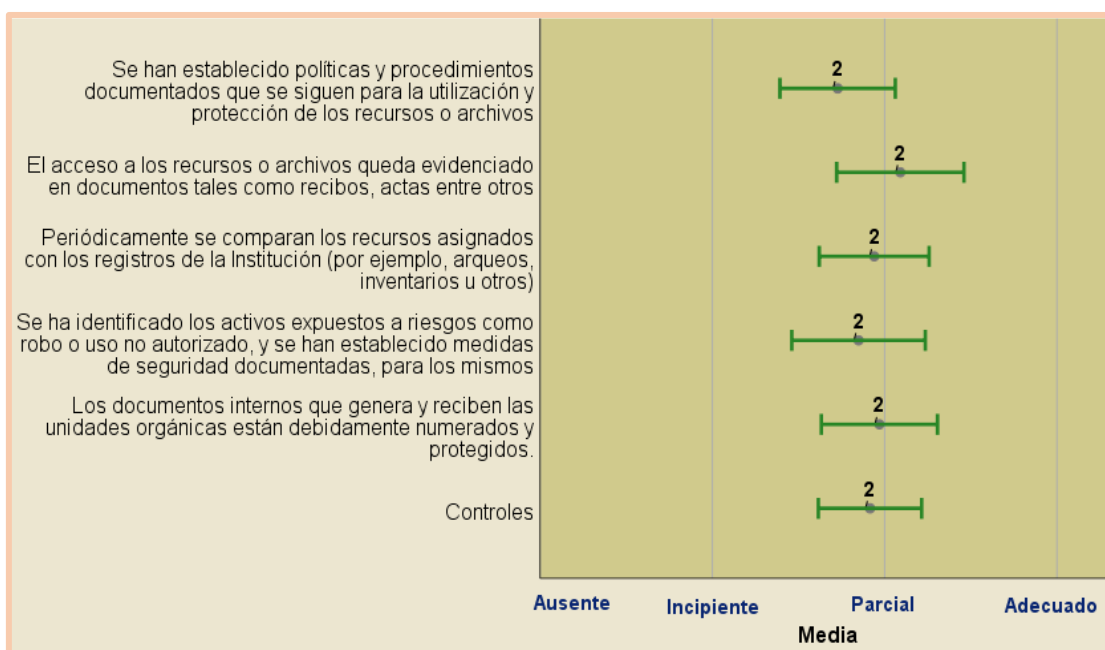 Se han establecido políticas y procedimientos
documentados que se siguen para la utilización y
protección de los recursos o archivos
2
El acceso a los recursos o archivos queda evidenciado
en documentos tales como recibos, actas entre otros
2
Periódicamente se comparan los recursos asignados
con los registros de la Institución (por ejemplo, arqueos,
inventarios u otros)
2
Se ha identificado los activos expuestos a riesgos como
robo o uso no autorizado, y se han establecido medidas
de seguridad documentadas, para los mismos
2
Los documentos internos que genera y reciben las
unidades orgánicas están debidamente numerados y
protegidos.
2
Controles
2
Ausente Incipiente Parcial Adecuado
Media